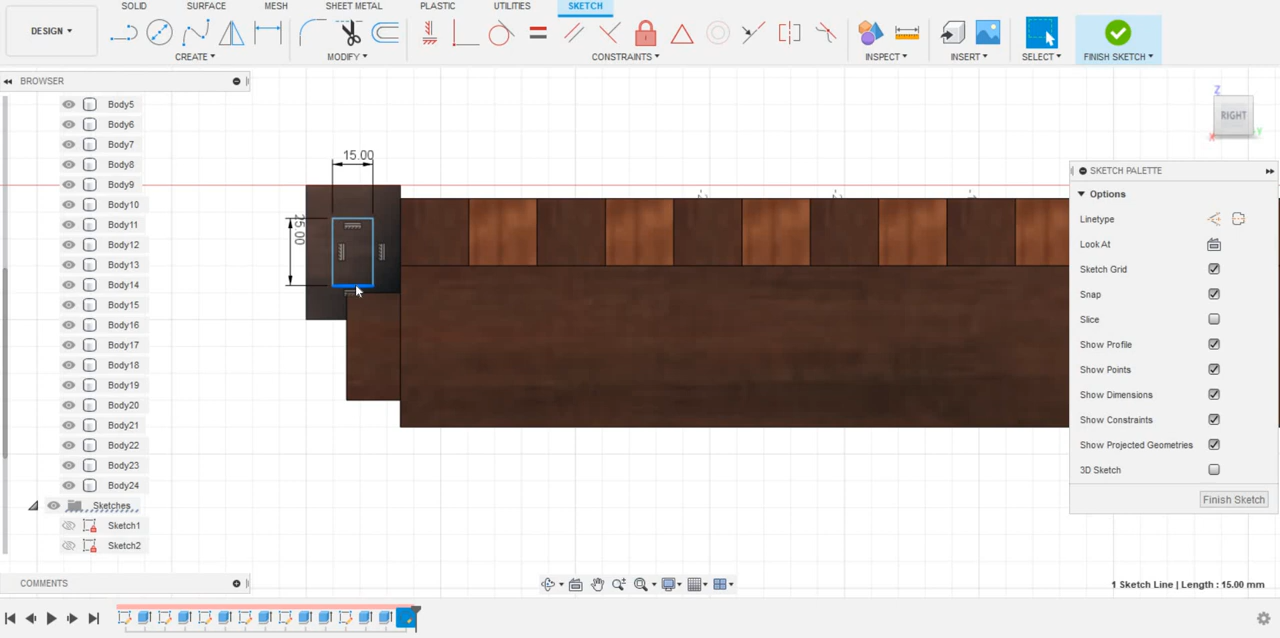 SOLID SURFACE MESH SHEET METAL PLASTIC UTILITIES SKETCH
DESIGN
CREATE MODIFY CONSTRAINTS INSPECT INSERT SELECT FINISH SKETCH
BROWSER
Body5
Body6
Body7
Body8
Body9
Body10
Body11
Body12
Body13
Body14
Body15
Body16
Body17
Body18
Body19
Body20
Body21
Body22
Body23
Body24
Sketches
Sketch1
Sketch2
15.00
25.00
Z
RIGHT
X
Y
SKETCH PALETTE
Options
Linetype
Look At
Sketch Grid
Snap
Slice
Show Profile
Show Points
Show Dimensions
Show Constraints
Show Projected Geometries
3D Sketch
Finish Sketch
COMMENTS
1 Sketch Line | Length : 15.00 mm